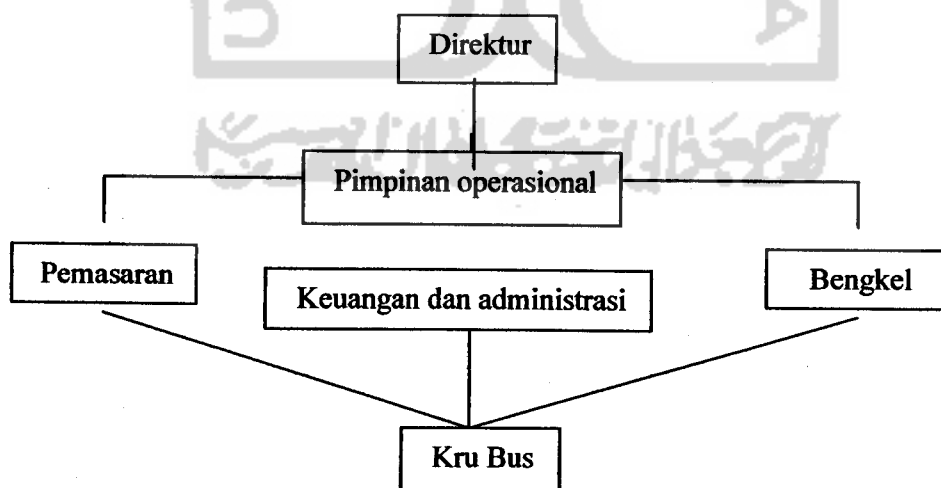 Direktur
Pimpinan operasional
Pemasaran
Keuangan dan administrasi
Bengkel
Kru Bus